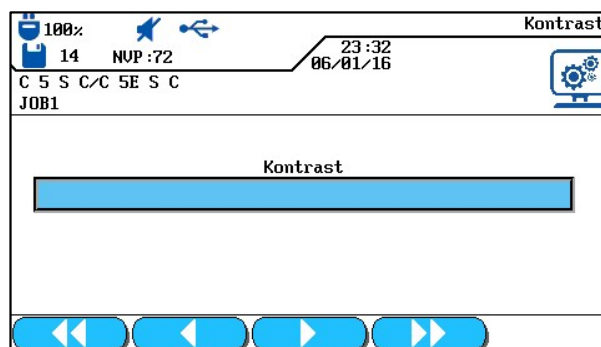 100% Kontrast
14 NVP:72 23:32
06/01/16
C 5 S C/C 5E S C
JOB1
Kontrast